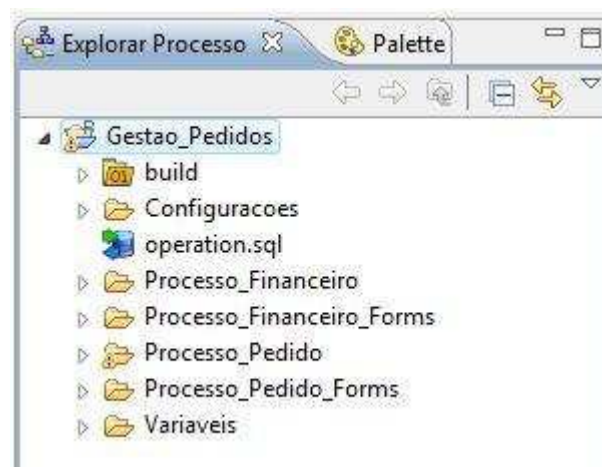 Explorar Processo Palette
Gestao_Pedidos
build
Configuracoes
operation.sql
Processo_Financeiro
Processo_Financeiro_Forms
Processo_Pedido
Processo_Pedido_Forms
Variaveis